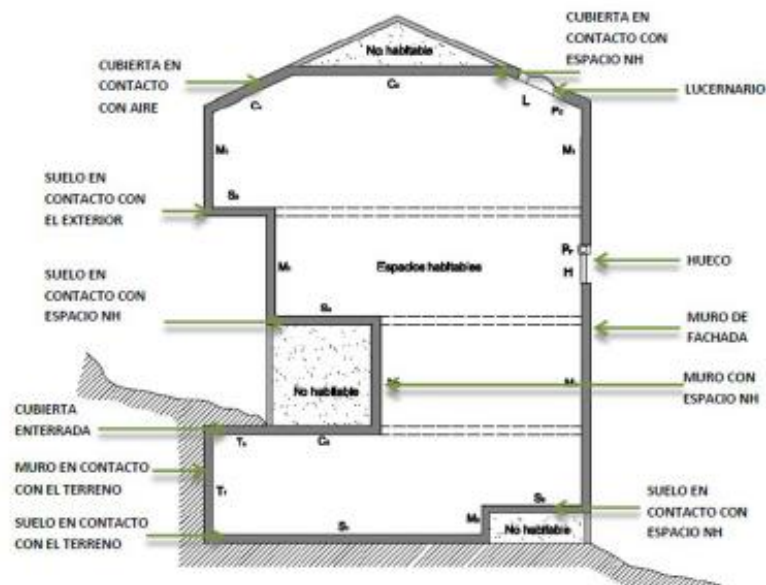 CUBIERTA EN
CONTACTO CON
ESPACIO NH
No habitable
CUBIERTA EN
CONTACTO
CON AIRE
LUCERNARIO
L
SUELO EN
CONTACTO CON
EL EXTERIOR
Espacios habitables
H
HUECO
SUELO EN
CONTACTO CON
ESPACIO NH
MURO DE
FACHADA
No habitable
MURO CON
ESPACIO NH
CUBIERTA
ENTERRADA
MURO EN CONTACTO
CON EL TERRENO
SUELO EN
CONTACTO CON
ESPACIO NH
SUELO EN CONTACTO
CON EL TERRENO
No habitable